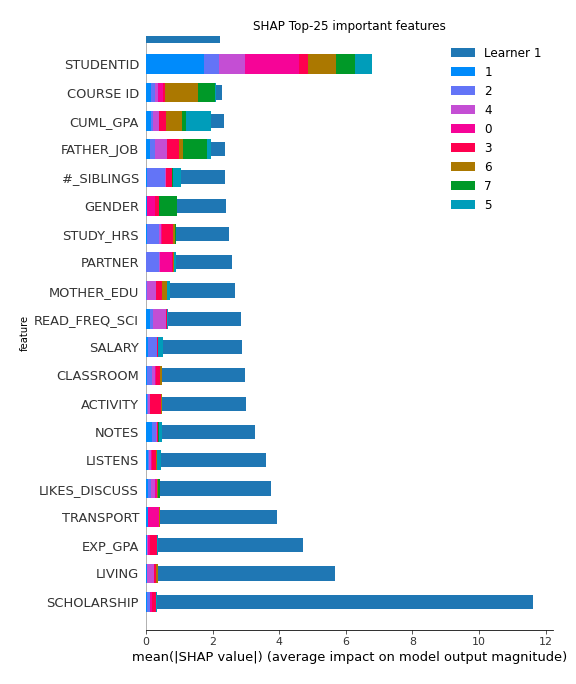 SHAP Top-25 important features
STUDENTID
COURSE ID
CUML_GPA
FATHER_JOB
#_SIBLINGS
GENDER
STUDY_HRS
PARTNER
MOTHER_EDU
READ_FREQ_SCI
SALARY
CLASSROOM
ACTIVITY
NOTES
LISTENS
LIKES_DISCUSS
TRANSPORT
EXP_GPA
LIVING
SCHOLARSHIP
feature
Learner 1
1
2
4
0
3
6
7
5
0 2 4 6 8 10 12
mean(|SHAP value|) (average impact on model output magnitude)